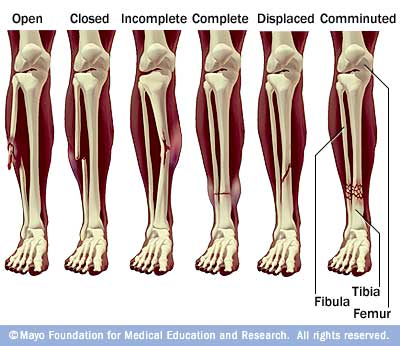 Open Closed Incomplete Complete Displaced Comminuted
Fibula
Tibia
Femur
©Mayo Foundation for Medical Education and Research. All rights reserved.